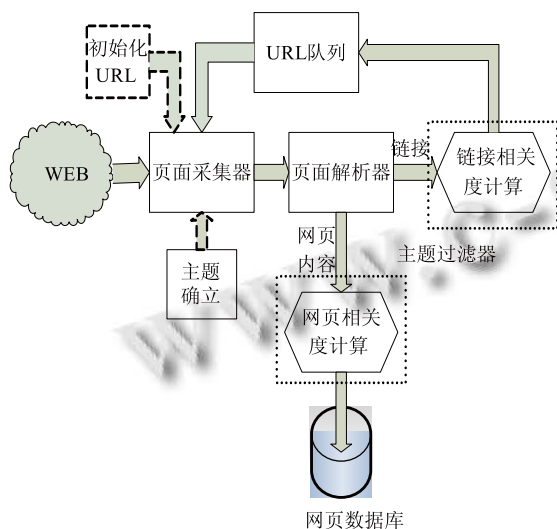 初始化
URL
URL队列
WEB
页面采集器
页面解析器
链接
链接相关
度计算
主题
确立
网页
内容
主题过滤器
网页相关
度计算
网页数据库